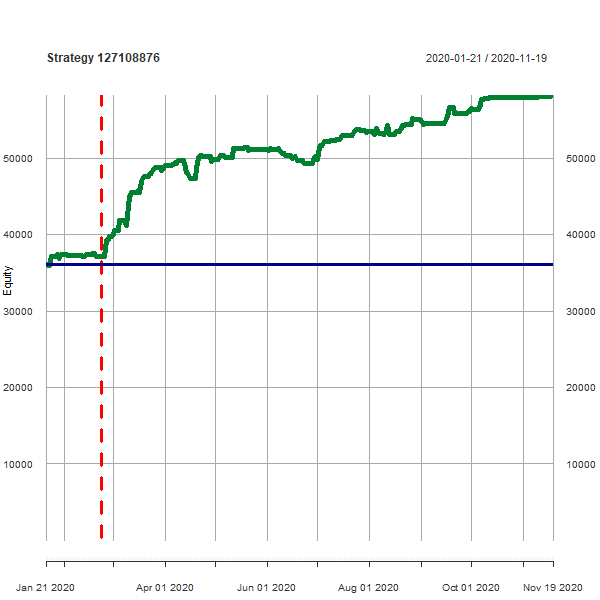 Strategy 127108876
2020-01-21 / 2020-11-19
50000
50000
40000
40000
Equity
30000
30000
20000
20000
10000
10000
Jan 21 2020
Apr 01 2020
Jun 01 2020
Aug 01 2020
Oct 01 2020
Nov 19 2020